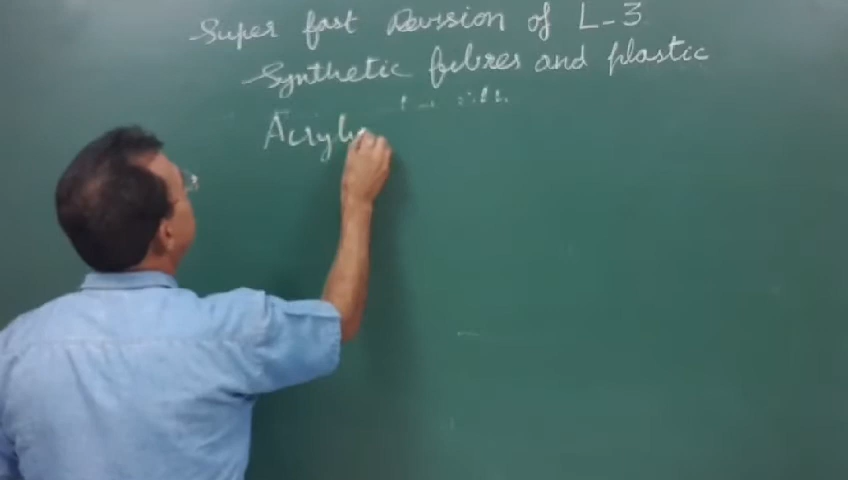 Super fast Revision of L-3
Synthetic fibres and plastic
Acryli